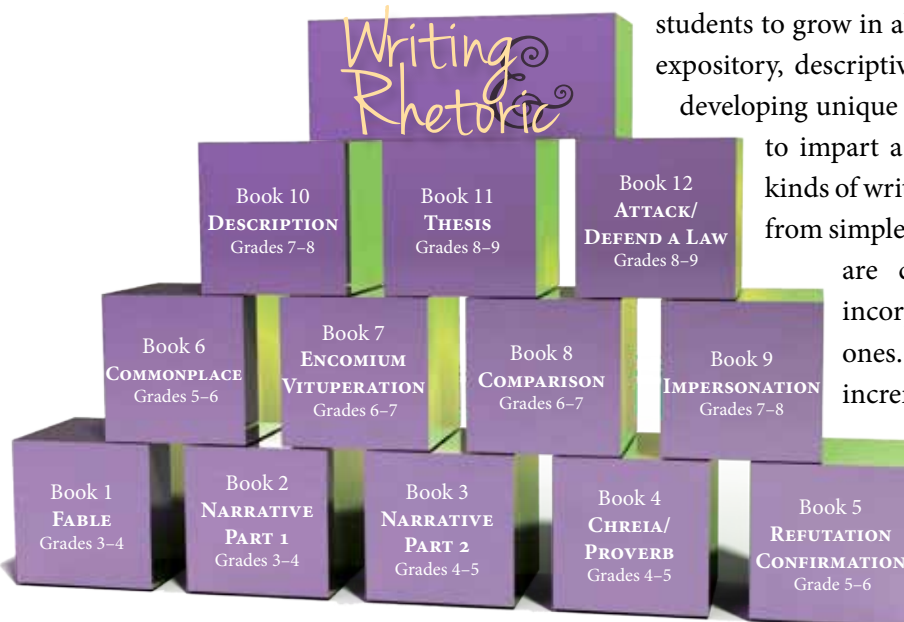 Writing
&
Rhetoric
students to grow in a
expository, descriptiv
developing unique
to impart a
kinds of writ
from simple
are
incor
ones.
increm
Book 10
DESCRIPTION
Grades 7–8
Book 11
THESIS
Grades 8–9
Book 12
ATTACK/
DEFEND A LAW
Grades 8–9
Book 6
COMMONPLACE
Grades 5–6
Book 7
ENCOMIUM
VITUPERATION
Grades 6–7
Book 8
COMPARISON
Grades 6–7
Book 9
IMPERSONATION
Grades 7–8
Book 1
FABLE
Grades 3–4
Book 2
NARRATIVE
PART 1
Grades 3–4
Book 3
NARRATIVE
PART 2
Grades 4–5
Book 4
CHREIA/
PROVERB
Grades 4–5
Book 5
REFUTATION
CONFIRMATION
Grade 5–6